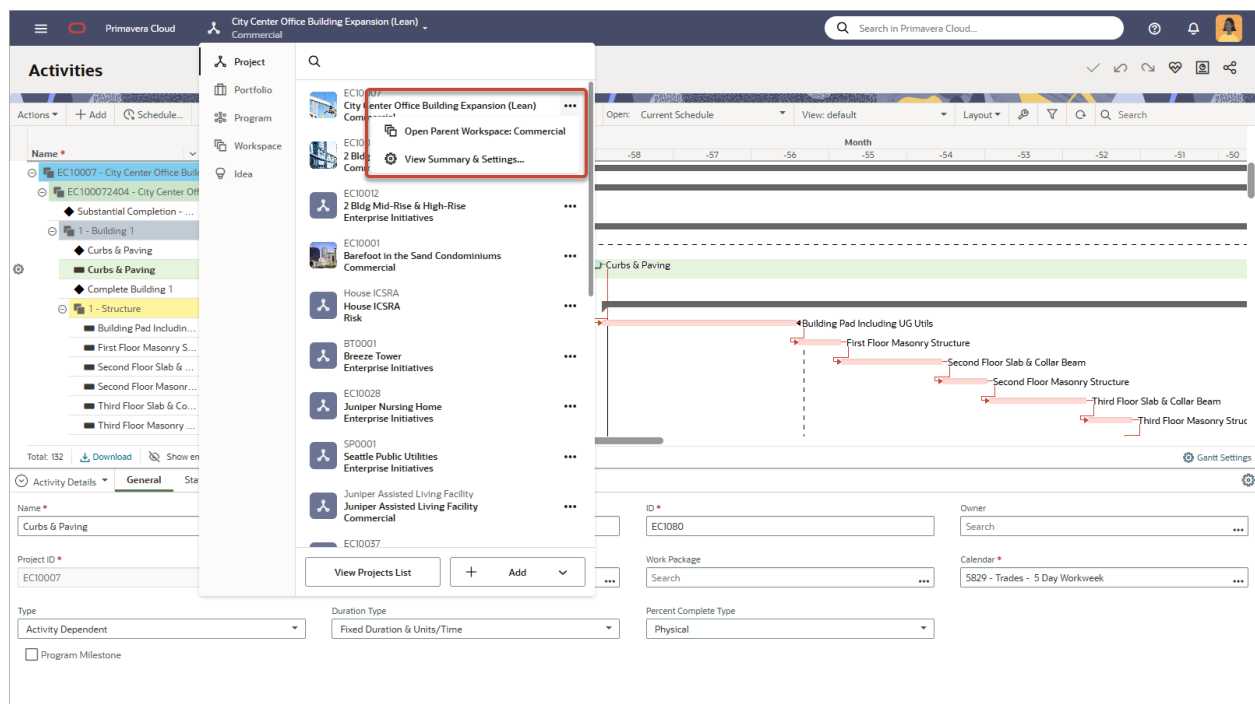 Primavera Cloud
City Center Office Building Expansion (Lean)
Commercial
Search in Primavera Cloud...
Activities
Actions
Add
Schedule...
Open: Current Schedule
View: default
Layout
Search
Name *
Month
-58 -57 -56 -55 -54 -53 -52 -51 -50
EC10007 - City Center Office Buil
EC100072404 - City Center Off
Substantial Completion - ...
1 - Building 1
Curbs & Paving
Curbs & Paving
Complete Building 1
1 - Structure
Building Pad Includin...
First Floor Masonry S...
Second Floor Slab & ...
Second Floor Masonr...
Third Floor Slab & Co...
Third Floor Masonry ...
Project
Portfolio
Program
Workspace
Idea
EC10007
City Center Office Building Expansion (Lean)
Open Parent Workspace: Commercial
View Summary & Settings...
2 Bldg
EC10012
2 Bldg Mid-Rise & High-Rise
Enterprise Initiatives
EC10001
Barefoot in the Sand Condominiums
Commercial
House ICSRA
House ICSRA
Risk
BT0001
Breeze Tower
Enterprise Initiatives
EC10028
Juniper Nursing Home
Enterprise Initiatives
SP0001
Seattle Public Utilities
Enterprise Initiatives
Juniper Assisted Living Facility
Juniper Assisted Living Facility
Commercial
EC10037
View Projects List
Add
Curbs & Paving
Building Pad Including UG Utils
First Floor Masonry Structure
Second Floor Slab & Collar Beam
Second Floor Masonry Structure
Third Floor Slab & Collar Beam
Third Floor Masonry Struc
Total: 132
Download
Show en
Gantt Settings
Activity Details
General
Sta
Name *
Curbs & Paving
ID *
EC1080
Owner
Search
Project ID *
EC10007
Work Package
Search
Calendar *
5829 - Trades - 5 Day Workweek
Type
Activity Dependent
Duration Type
Fixed Duration & Units/Time
Percent Complete Type
Physical
Program Milestone